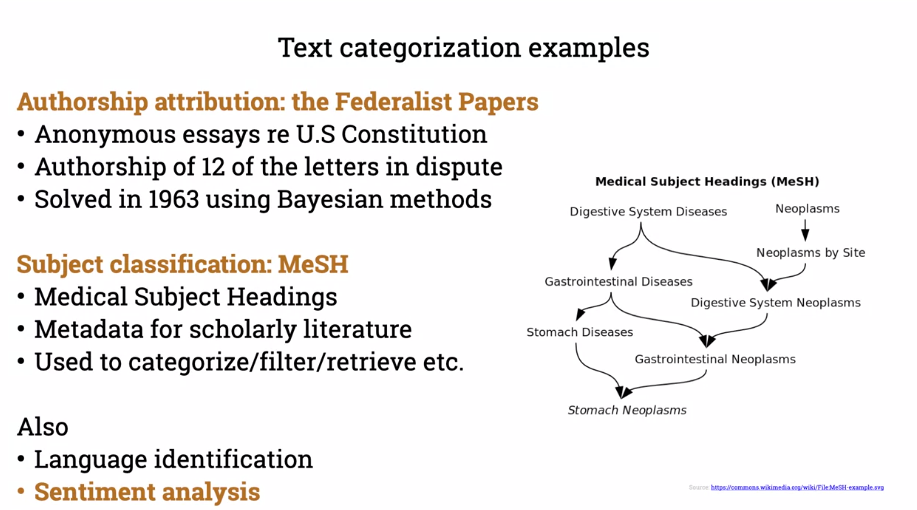 Text categorization examples
Authorship attribution: the Federalist Papers
• Anonymous essays re U.S Constitution
• Authorship of 12 of the letters in dispute
• Solved in 1963 using Bayesian methods
Subject classification: MeSH
• Medical Subject Headings
• Metadata for scholarly literature
• Used to categorize/filter/retrieve etc.
Also
• Language identification
• Sentiment analysis
Medical Subject Headings (MeSH)
Digestive System Diseases
Neoplasms
Neoplasms by Site
Gastrointestinal Diseases
Digestive System Neoplasms
Stomach Diseases
Gastrointestinal Neoplasms
Stomach Neoplasms
Source: https://commons.wikimedia.org/wiki/File:MeSH-example.svg